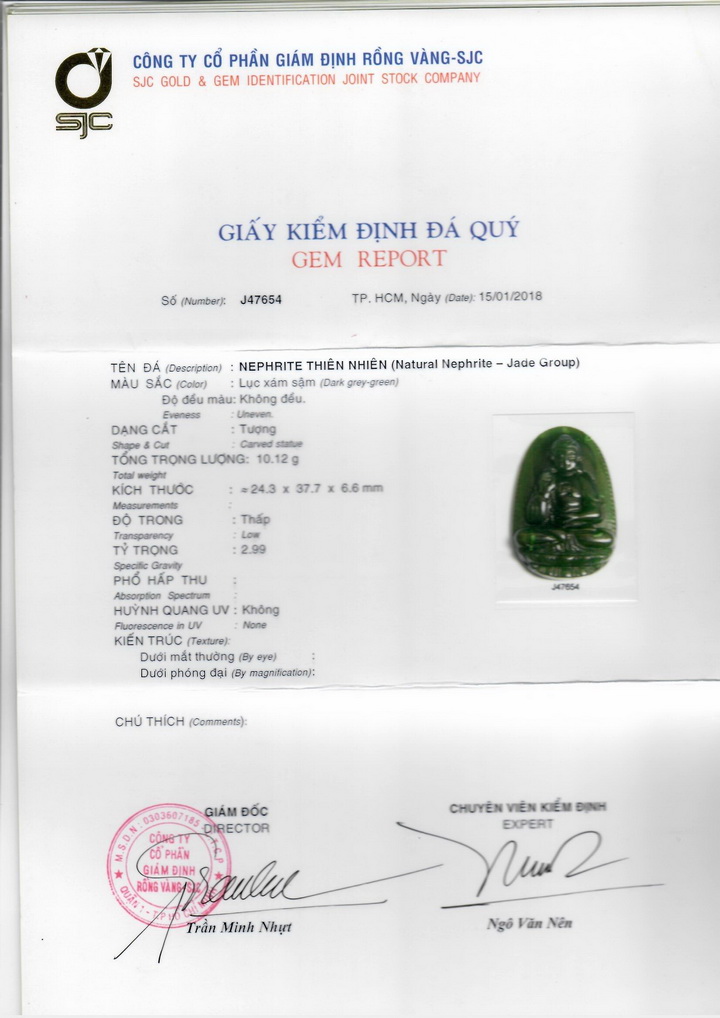 SJC
CÔNG TY CỔ PHẦN GIÁM ĐỊNH RỒNG VÀNG-SJC
SJC GOLD & GEM IDENTIFICATION JOINT STOCK COMPANY
GIẤY KIỂM ĐỊNH ĐÁ QUÝ
GEM REPORT
Số (Number): J47654 TP. HCM, Ngày (Date): 15/01/2018
TÊN ĐÁ (Description) : NEPHRITE THIÊN NHIÊN (Natural Nephrite – Jade Group)
MÀU SẮC (Color) : Lục xám sậm (Dark grey-green)
Độ đều màu: Không đều.
Eveness : Uneven.
DẠNG CẮT : Tượng
Shape & Cut : Carved statue
TỔNG TRỌNG LƯỢNG: 10.12 g
Total weight
KÍCH THƯỚC : ≈ 24.3 x 37.7 x 6.6 mm
Measurements :
ĐỘ TRONG : Thấp
Transparency : Low
TỶ TRỌNG : 2.99
Specific Gravity
PHỔ HẤP THU :
Absorption Spectrum :
HUỲNH QUANG UV : Không
Fluorescence in UV : None
KIẾN TRÚC (Texture):
Dưới mắt thường (By eye) :
Dưới phóng đại (By magnification):
J47654
CHÚ THÍCH (Comments):
GIÁM ĐỐC
DIRECTOR
CHUYÊN VIÊN KIỂM ĐỊNH
EXPERT
M.S.D.N: 0303607185
CÔNG TY
CỔ PHẦN
GIÁM ĐỊNH
RỒNG VÀNG-SJC
QUẬN 1 - T.P HỒ CHÍ
Trần Minh Nhựt
Ngô Văn Nên